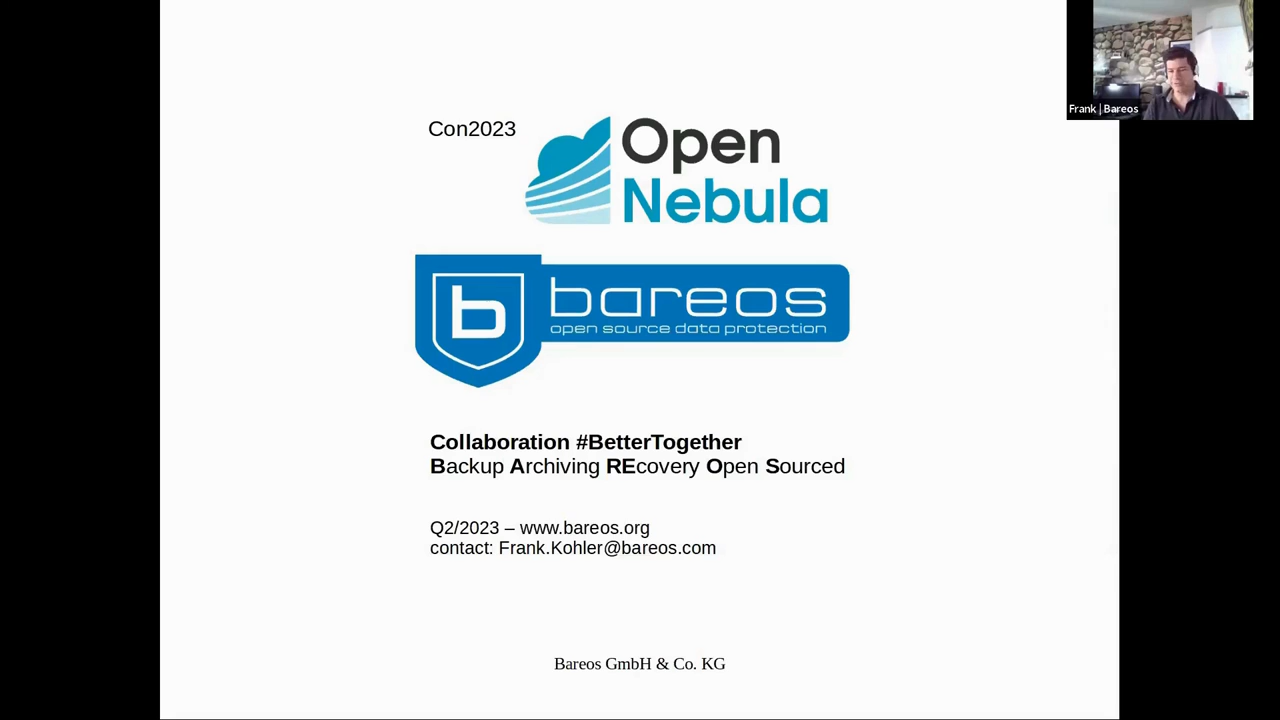 Con2023
Open
Nebula
b
bareos
open source data protection
Collaboration #BetterTogether
Backup Archiving REcovery Open Sourced
Q2/2023 – www.bareos.org
contact: Frank.Kohler@bareos.com
Bareos GmbH & Co. KG
Frank | Bareos